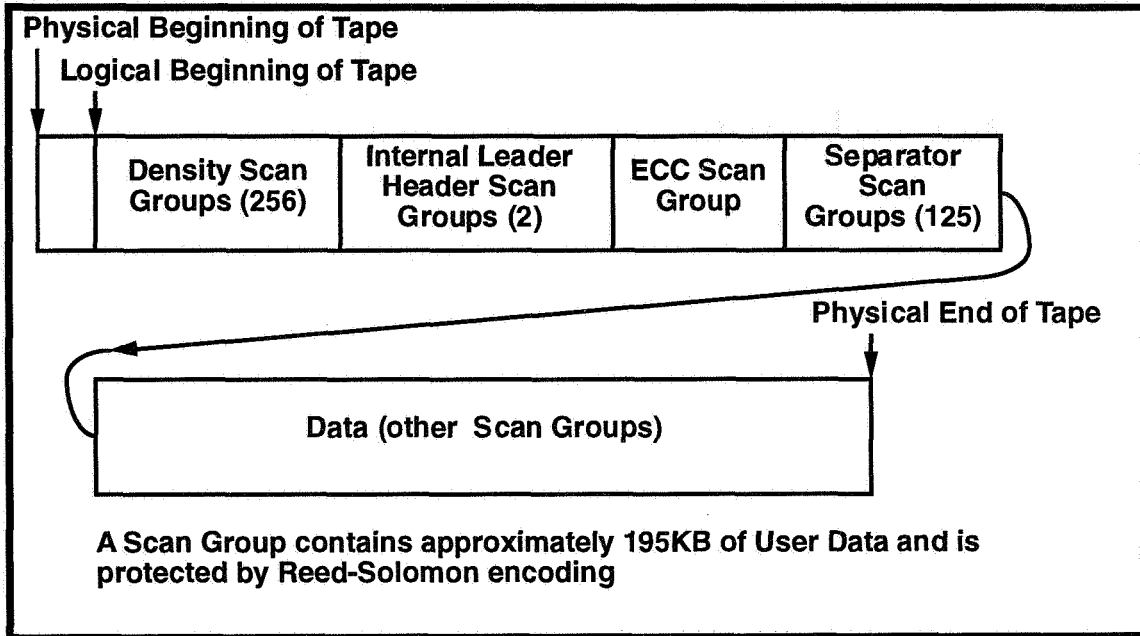 Physical Beginning of Tape
Logical Beginning of Tape
Density Scan
Groups (256)
Internal Leader
Header Scan
Groups (2)
ECC Scan
Group
Separator
Scan
Groups (125)
Physical End of Tape
Data (other Scan Groups)
A Scan Group contains approximately 195KB of User Data and is
protected by Reed-Solomon encoding